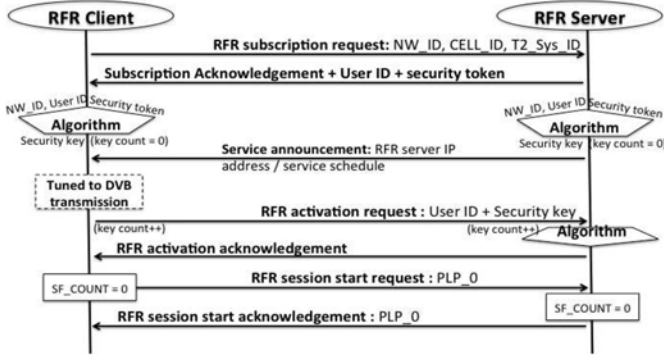 RFR Client RFR Server
RFR subscription request: NW_ID, CELL_ID, T2_Sys_ID
Subscription Acknowledgement + User ID + security token
NW_ID, User ID Security token NW_ID, User ID Security token
Algorithm Algorithm
Security key (key count = 0) Security key (key count = 0)
Service announcement: RFR server IP
address / service schedule
Tuned to DVB
transmission
RFR activation request : User ID + Security key
(key count++) (key count++) Algorithm
RFR activation acknowledgement
RFR session start request : PLP_0
SF_COUNT = 0
SF_COUNT = 0
RFR session start acknowledgement : PLP_0